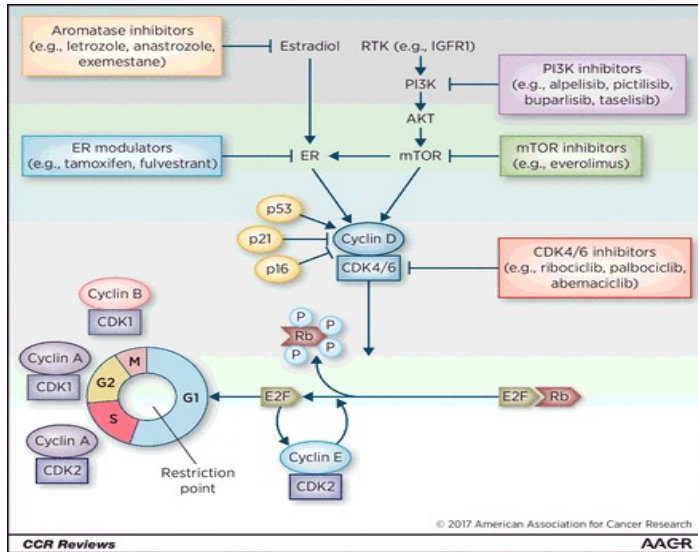 Aromatase inhibitors
(e.g., letrozole, anastrozole,
exemestane)
Estradiol
RTK (e.g., IGFR1)
PI3K
PI3K inhibitors
(e.g., alpelisib, pictilisib,
buparlisib, taselisib)
AKT
ER modulators
(e.g., tamoxifen, fulvestrant)
ER
mTOR
mTOR inhibitors
(e.g., everolimus)
p53
p21
p16
Cyclin D
CDK4/6
CDK4/6 inhibitors
(e.g., ribociclib, palbociclib,
abemaciclib)
Cyclin B
CDK1
P
P
Rb
P
P
Cyclin A
CDK1
M
G2
G1
S
E2F
E2F
Rb
Cyclin A
CDK2
Restriction
point
Cyclin E
CDK2
© 2017 American Association for Cancer Research
CCR Reviews
AACR